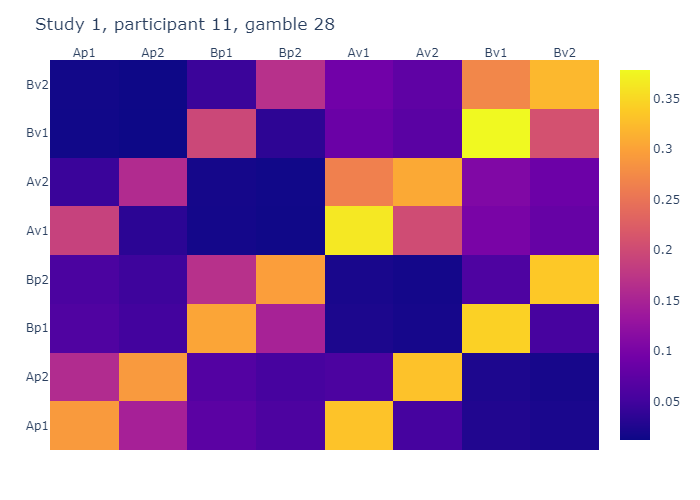 Study 1, participant 11, gamble 28
Ap1 Ap2 Bp1 Bp2 Av1 Av2 Bv1 Bv2
Bv2
Bv1
Av2
Av1
Bp2
Bp1
Ap2
Ap1
0.35
0.3
0.25
0.2
0.15
0.1
0.05